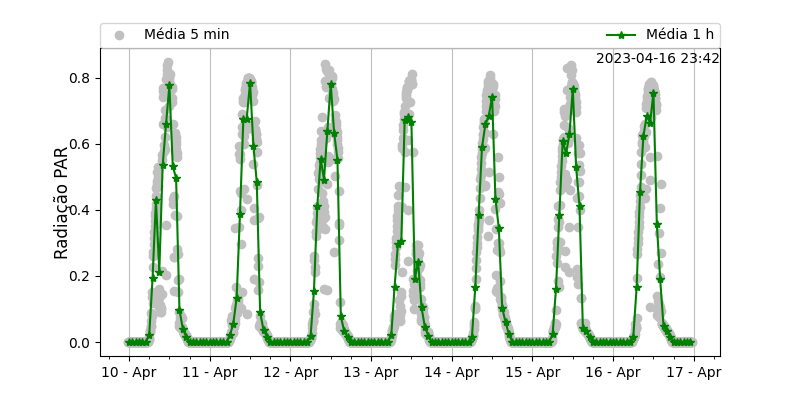 Média 5 min
Média 1 h
2023-04-16 23:42
Radiação PAR
0.8
0.6
0.4
0.2
0.0
10 - Apr
11 - Apr
12 - Apr
13 - Apr
14 - Apr
15 - Apr
16 - Apr
17 - Apr